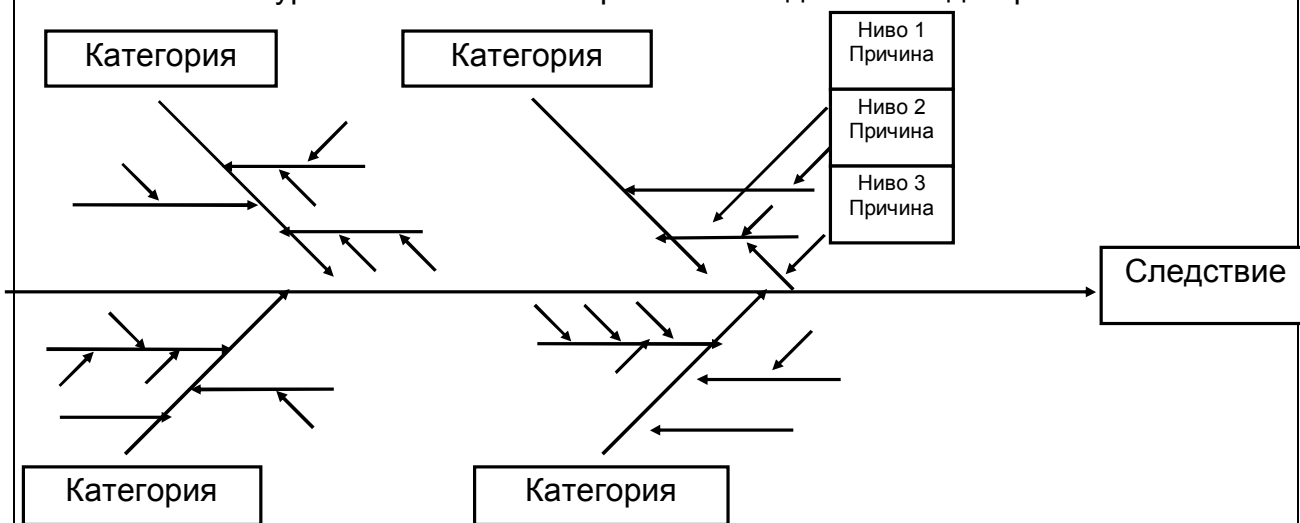 Категория
Категория
Ниво 1
Причина
Ниво 2
Причина
Ниво 3
Причина
Следствие
Категория
Категория